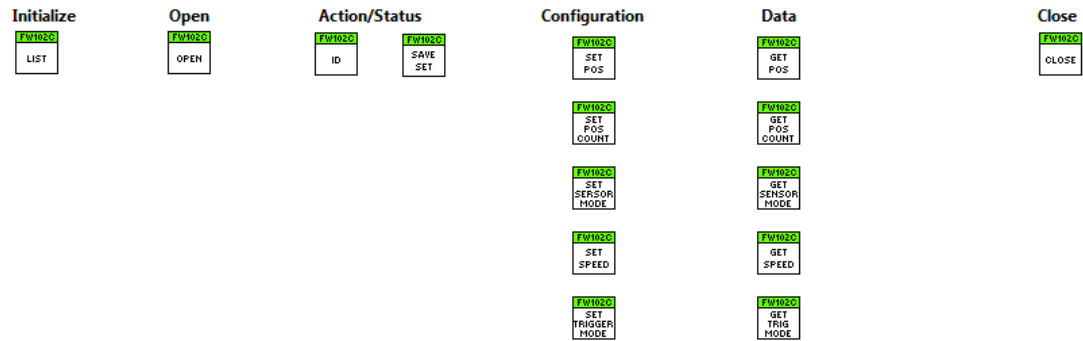 Initialize
Open
Action/Status
Configuration
Data
Close
FW102C
LIST
FW102C
OPEN
FW102C
ID
FW102C
SAVE
SET
FW102C
SET
POS
FW102C
GET
POS
FW102C
CLOSE
FW102C
SET
POS
COUNT
FW102C
GET
POS
COUNT
FW102C
SET
SERSOR
MODE
FW102C
GET
SENSOR
MODE
FW102C
SET
SPEED
FW102C
GET
SPEED
FW102C
SET
TRIGGER
MODE
FW102C
GET
TRIG
MODE